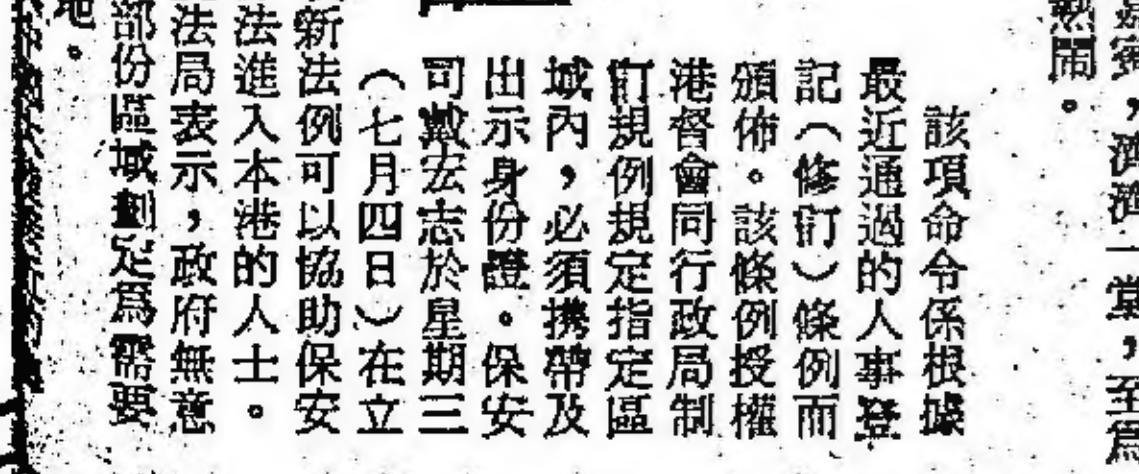 嘉賓，濟濟一堂，至爲
熱鬧。
該項命令係根據
最近通過的人事登
記（修訂）條例而
頒佈。該條例授權
港督會同行政局制
訂規例規定指定區
域內，必須携帶及
出示身份證。保安
司戴宏志於星期三
（七月四日）在立
新法例可以協助保安
法進入本港的人士。
法局表示，政府無意
部份區域劃定爲需要
地。